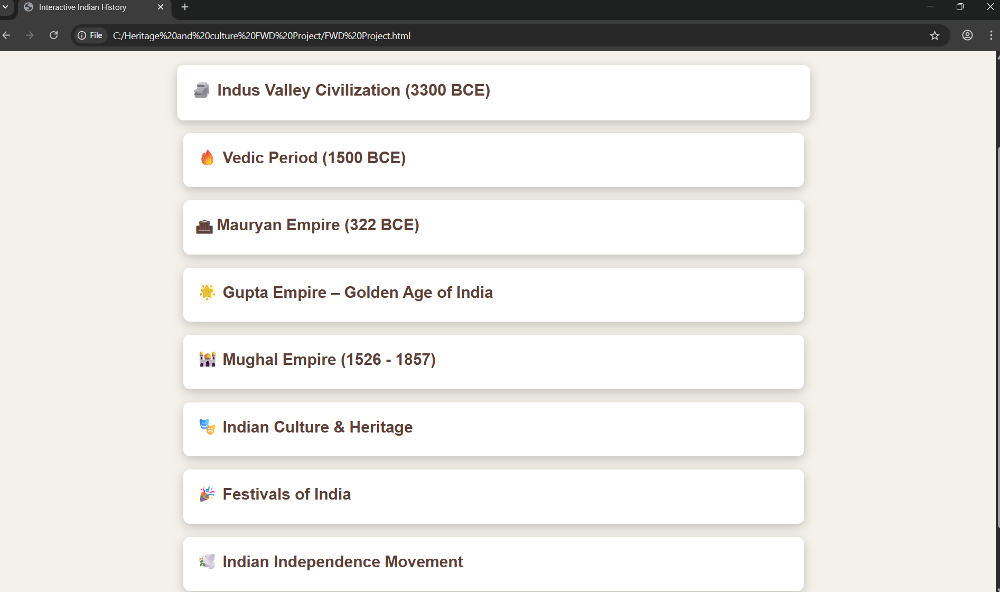 Interactive Indian History
File C:/Heritage%20and%20culture%20FWD%20Project/FWD%20Project.html
🗿 Indus Valley Civilization (3300 BCE)
🔥 Vedic Period (1500 BCE)
🏛 Mauryan Empire (322 BCE)
🌟 Gupta Empire – Golden Age of India
🕌 Mughal Empire (1526 - 1857)
🎭 Indian Culture & Heritage
🎉 Festivals of India
🕊️ Indian Independence Movement